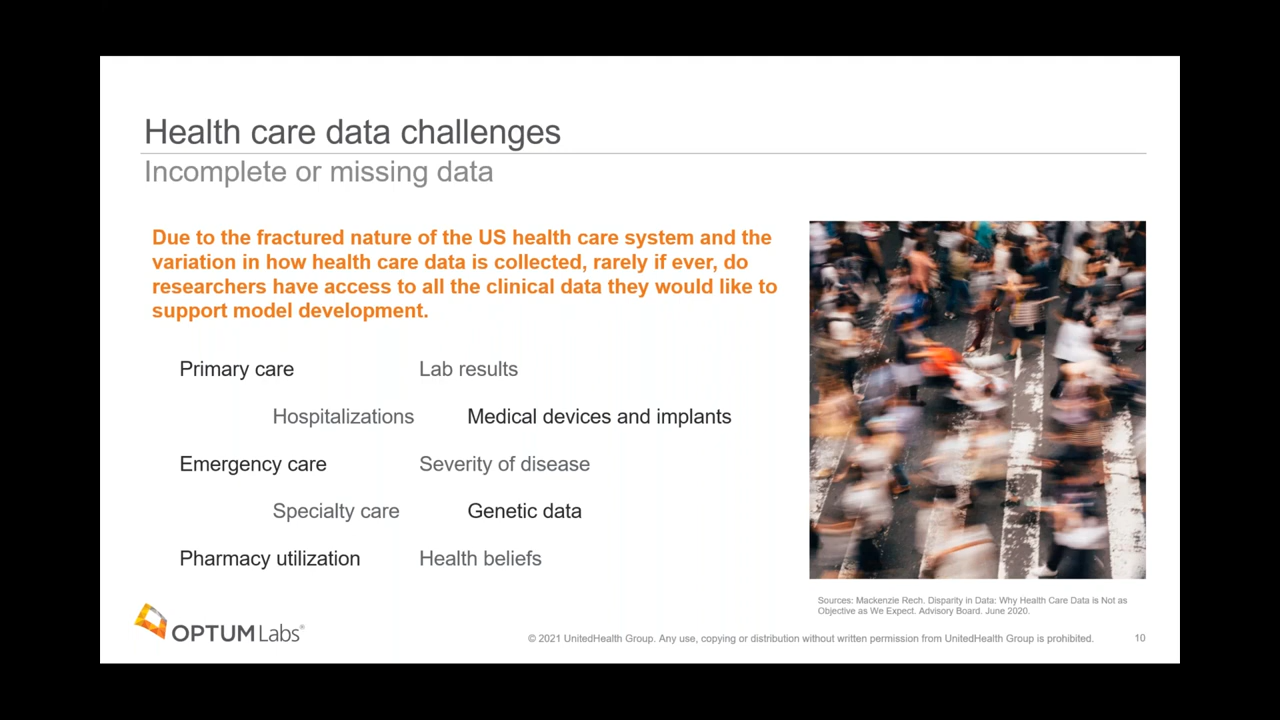 Health care data challenges
Incomplete or missing data
Due to the fractured nature of the US health care system and the
variation in how health care data is collected, rarely if ever, do
researchers have access to all the clinical data they would like to
support model development.
Primary care
Lab results
Hospitalizations
Medical devices and implants
Emergency care
Severity of disease
Specialty care
Genetic data
Pharmacy utilization
Health beliefs
Sources: Mackenzie Rech. Disparity in Data: Why Health Care Data is Not as
Objective as We Expect. Advisory Board. June 2020.
OPTUM Labs®
© 2021 UnitedHealth Group. Any use, copying or distribution without written permission from UnitedHealth Group is prohibited.
10